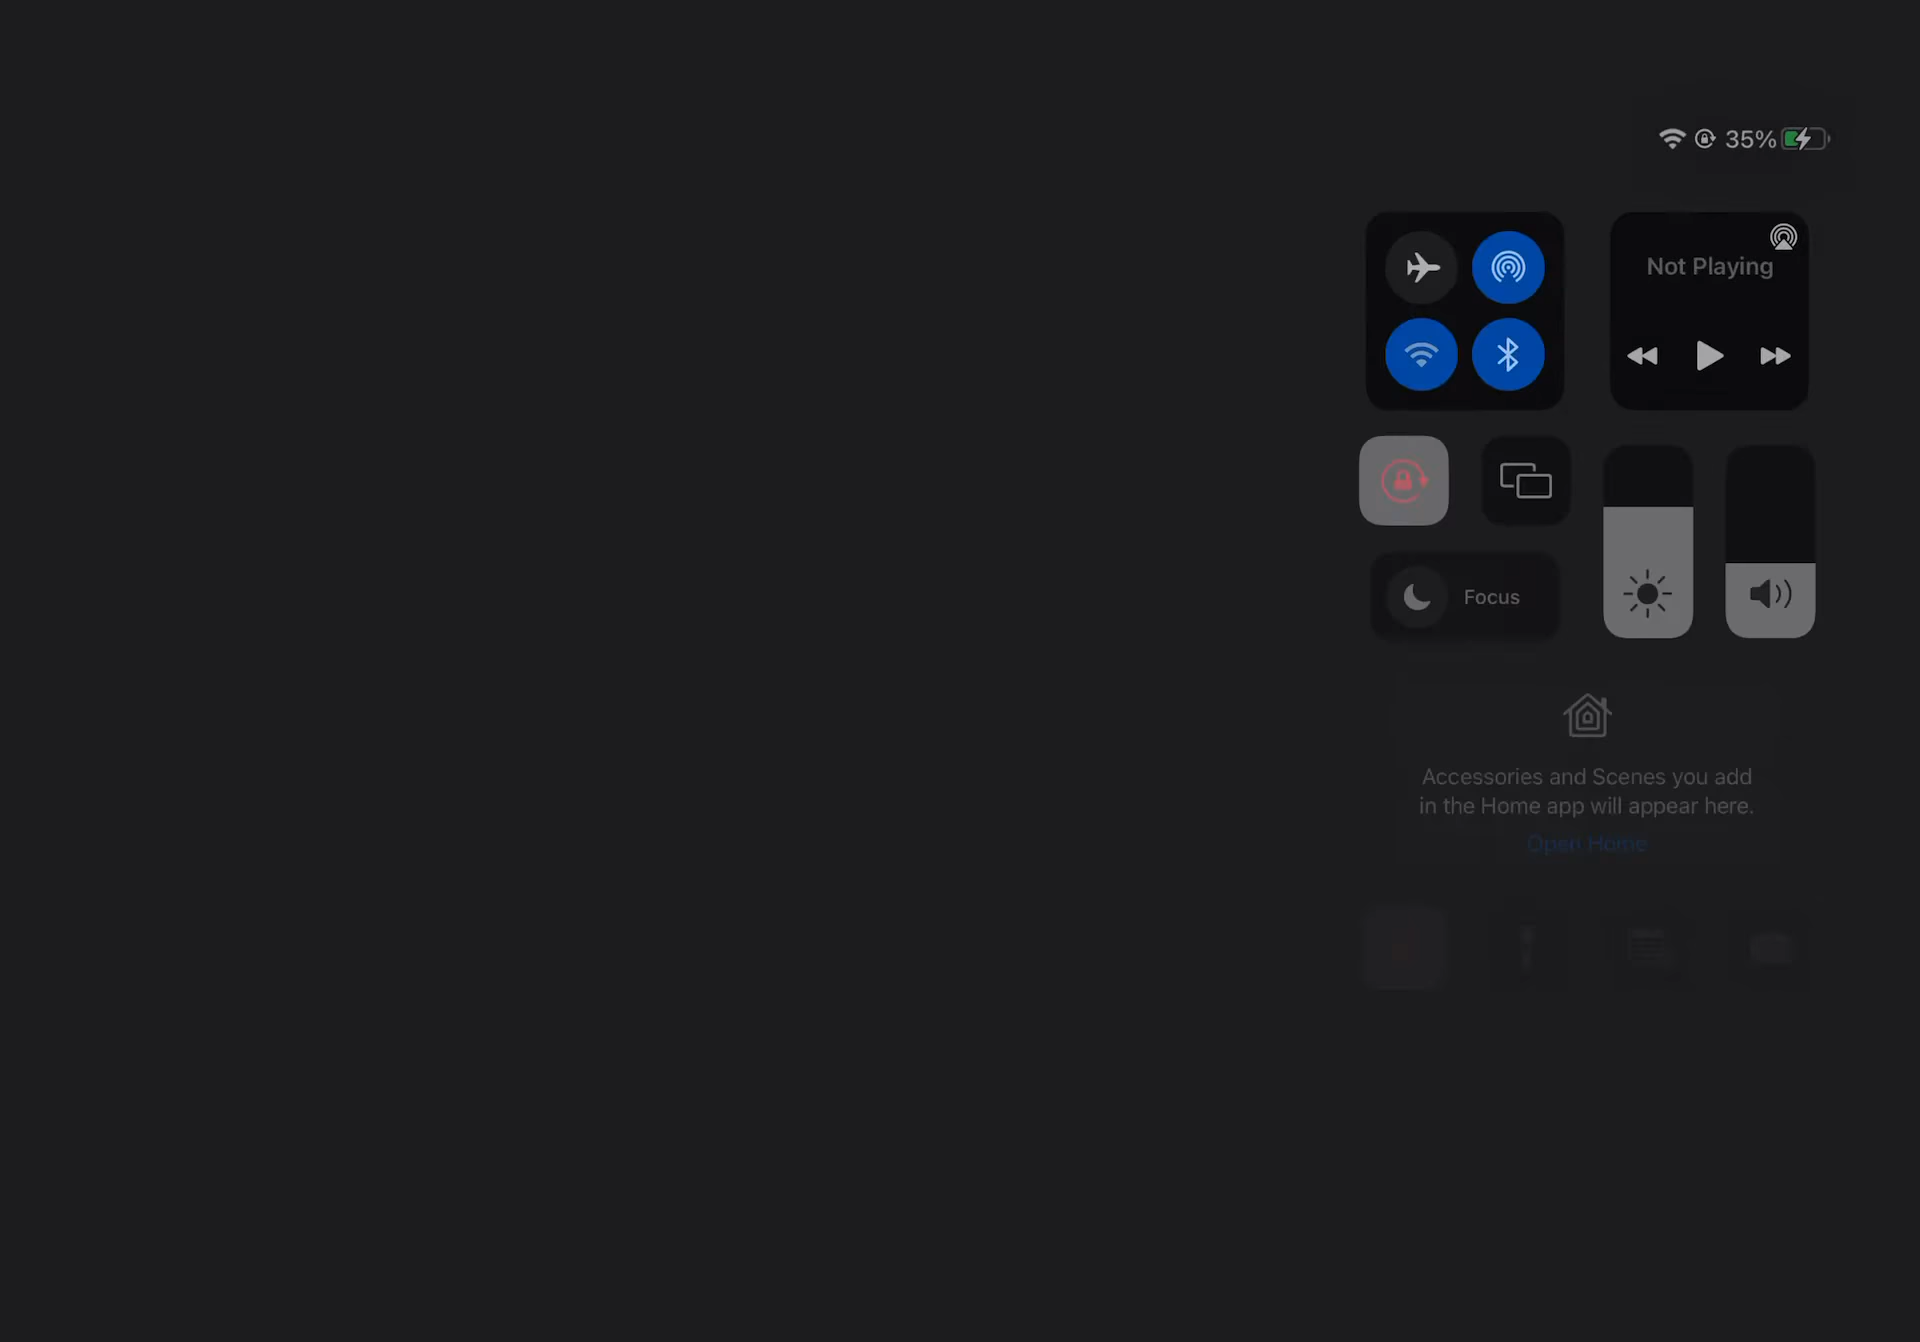 35%
Not Playing
Focus
Accessories and Scenes you add
in the Home app will appear here.
Open Home